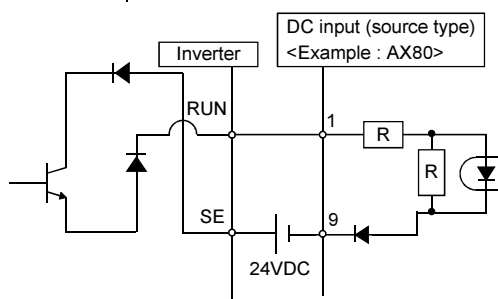 DC input (source type)
<Example : AX80>
Inverter
RUN
1
R
R
SE
9
24VDC